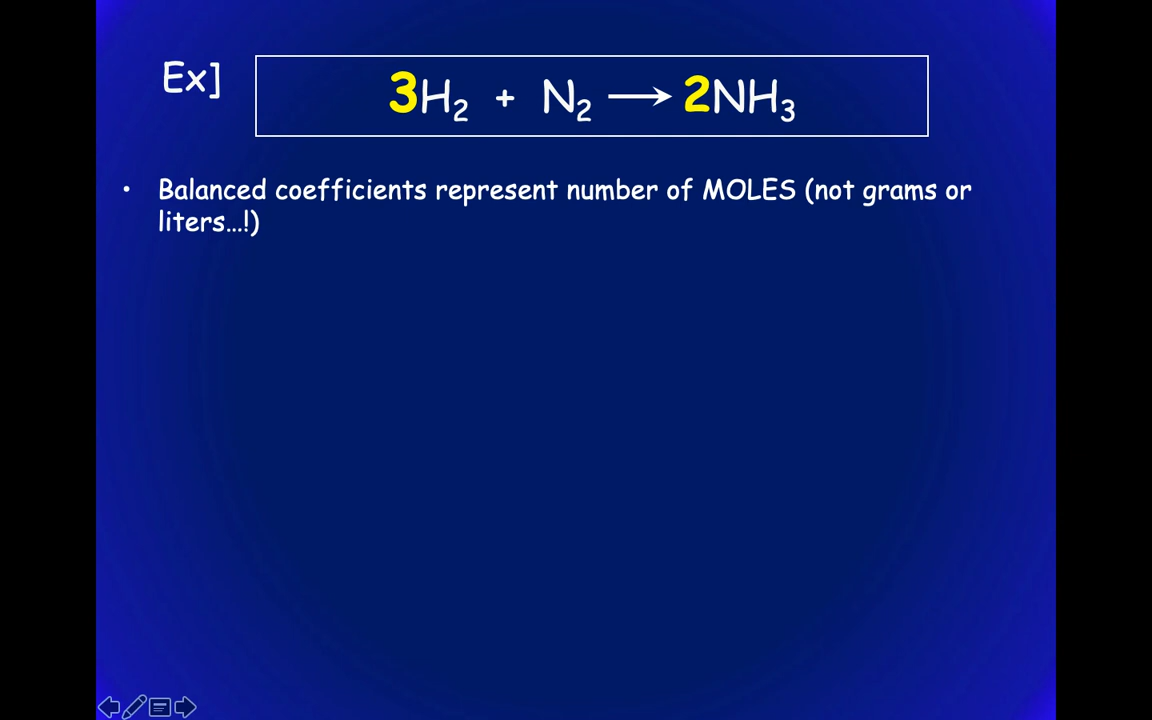 Ex]
3H₂ + N₂ ⟶ 2NH₃
• Balanced coefficients represent number of MOLES (not grams or
liters…!)